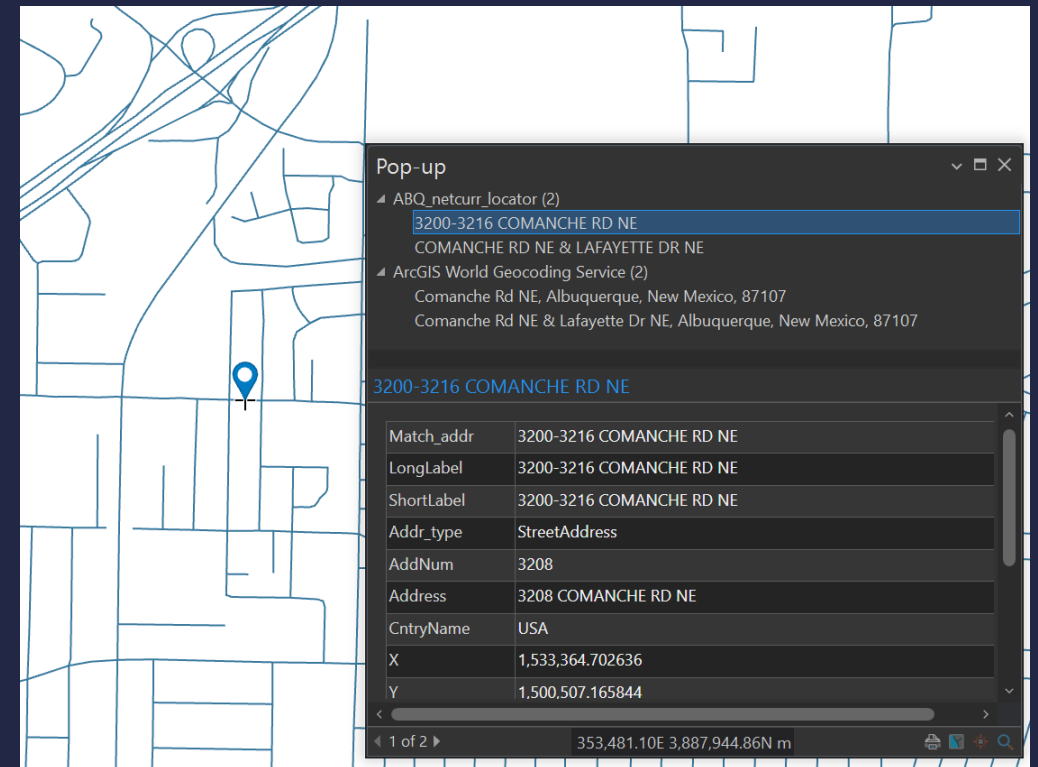 Pop-up
ABQ_netcurr_locator (2)
3200-3216 COMANCHE RD NE
COMANCHE RD NE & LAFAYETTE DR NE
ArcGIS World Geocoding Service (2)
Comanche Rd NE, Albuquerque, New Mexico, 87107
Comanche Rd NE & Lafayette Dr NE, Albuquerque, New Mexico, 87107
3200-3216 COMANCHE RD NE
Match_addr 3200-3216 COMANCHE RD NE
LongLabel 3200-3216 COMANCHE RD NE
ShortLabel 3200-3216 COMANCHE RD NE
Addr_type StreetAddress
AddNum 3208
Address 3208 COMANCHE RD NE
CntryName USA
X 1,533,364.702636
Y 1,500,507.165844
1 of 2 353,481.10E 3,887,944.86N m